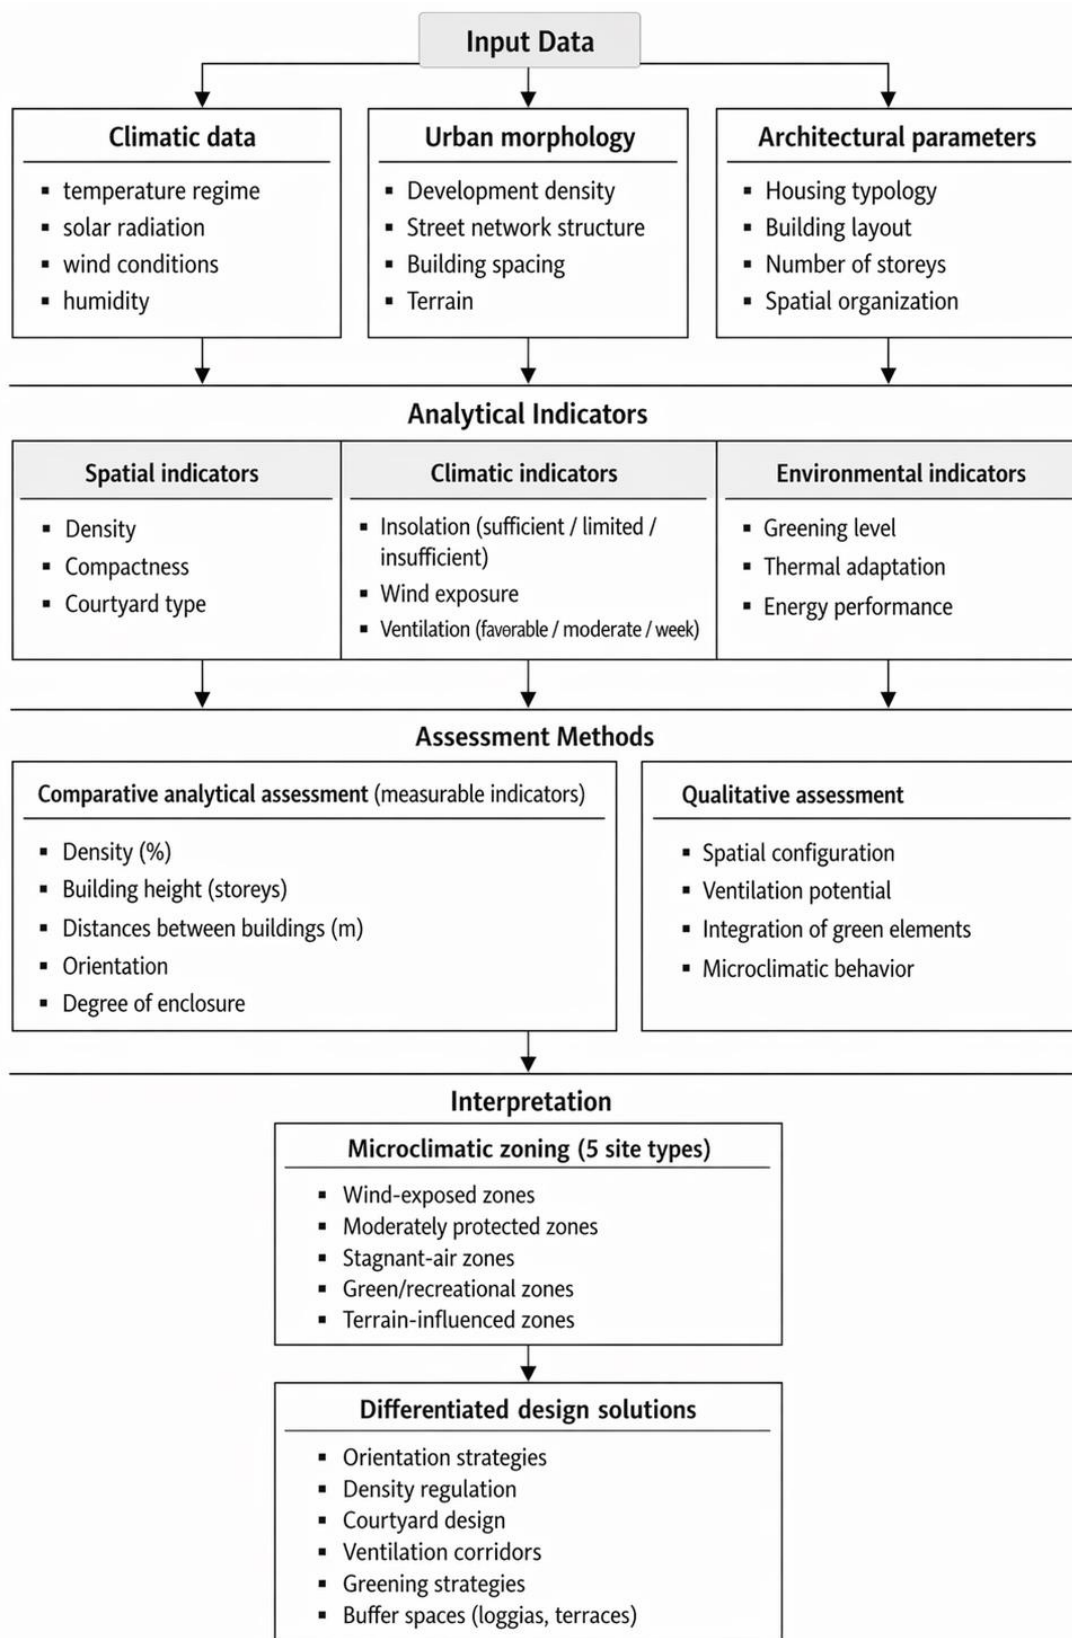 Input Data
Climatic data
▪ temperature regime
▪ solar radiation
▪ wind conditions
▪ humidity
Urban morphology
▪ Development density
▪ Street network structure
▪ Building spacing
▪ Terrain
Architectural parameters
▪ Housing typology
▪ Building layout
▪ Number of storeys
▪ Spatial organization
Analytical Indicators
Spatial indicators
▪ Density
▪ Compactness
▪ Courtyard type
Climatic indicators
▪ Insolation (sufficient / limited /
insufficient)
▪ Wind exposure
▪ Ventilation (favorable / moderate / week)
Environmental indicators
▪ Greening level
▪ Thermal adaptation
▪ Energy performance
Assessment Methods
Comparative analytical assessment (measurable indicators)
▪ Density (%)
▪ Building height (storeys)
▪ Distances between buildings (m)
▪ Orientation
▪ Degree of enclosure
Qualitative assessment
▪ Spatial configuration
▪ Ventilation potential
▪ Integration of green elements
▪ Microclimatic behavior
Interpretation
Microclimatic zoning (5 site types)
▪ Wind-exposed zones
▪ Moderately protected zones
▪ Stagnant-air zones
▪ Green/recreational zones
▪ Terrain-influenced zones
Differentiated design solutions
▪ Orientation strategies
▪ Density regulation
▪ Courtyard design
▪ Ventilation corridors
▪ Greening strategies
▪ Buffer spaces (loggias, terraces)